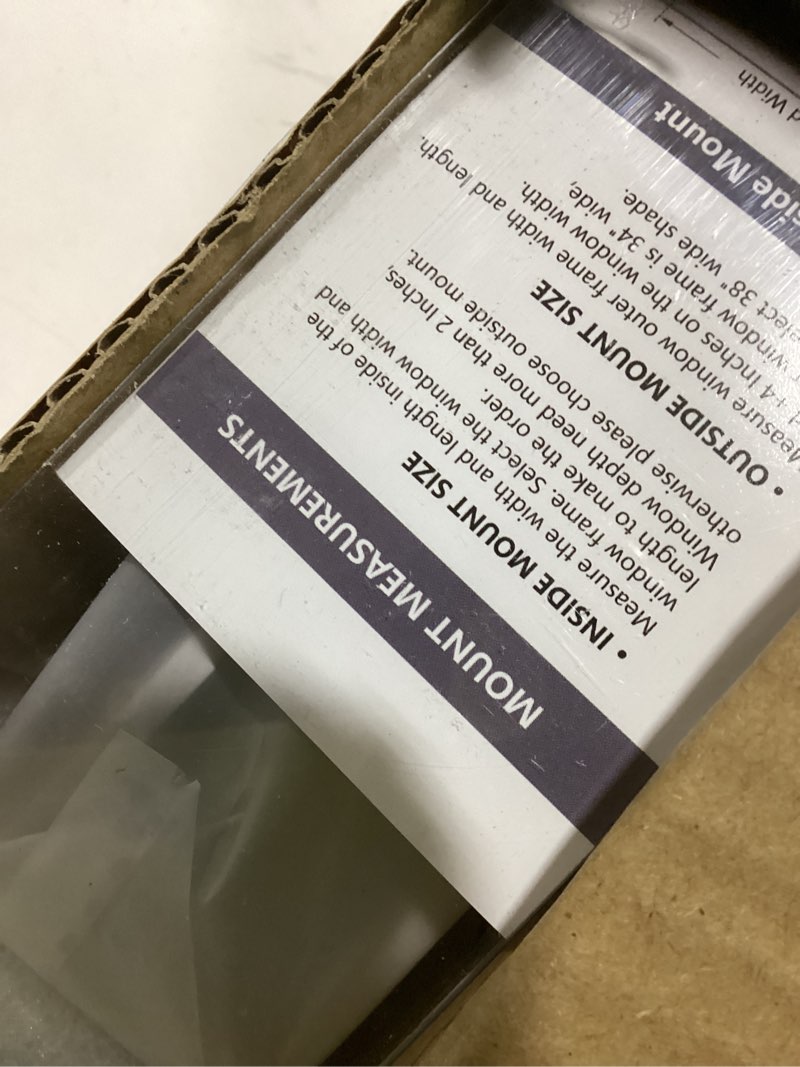 MOUNT MEASUREMENTS
• INSIDE MOUNT SIZE
Measure the width and length inside of the
window frame. Select the window width and
length to make the order.
Window depth need more than 2 Inches,
otherwise please choose outside mount.
• OUTSIDE MOUNT SIZE
Measure window outer frame width and length.
+4 Inches on the window width.
window frame is 34" wide,
select 38" wide shade.
side Mount
d Width